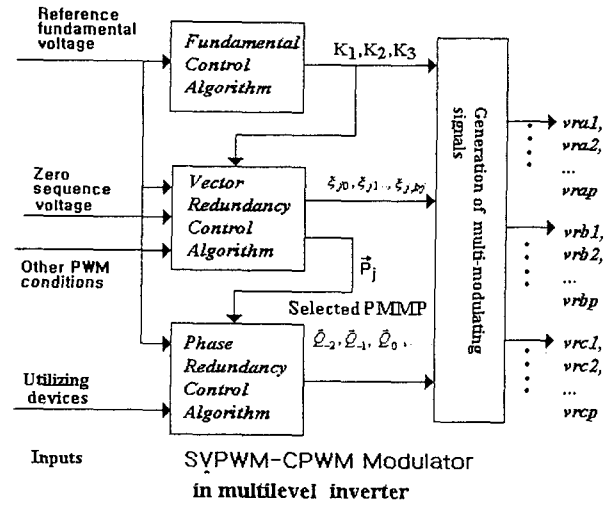 Reference
fundamental
voltage
Fundamental
Control
Algorithm
K₁,K₂,K₃
Zero
sequence
voltage
Other PWM
conditions
Vector
Redundancy
Control
Algorithm
ξj0, ξj1.., ξj,pj
P⃗j
Selected PMMP
Phase
Redundancy
Control
Algorithm
Q⃗-2, Q⃗-1, Q⃗0, .
Utilizing
devices
Generation of multi-modulating
signals
vra1,
vra2,
...
vrap
vrb1,
vrb2,
...
vrbp
vrc1,
vrc2,
...
vrcp
Inputs
SVPWM-CPWM Modulator
in multilevel inverter